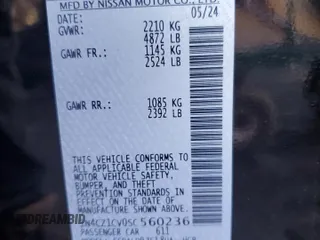 MFD BY NISSAN MOTOR CO., LTD.
DATE: 05/24
GVWR: 2210 KG
4872 LB
GAWR FR.: 1145 KG
2524 LB
GAWR RR.: 1085 KG
2392 LB
THIS VEHICLE CONFORMS TO ALL
APPLICABLE FEDERAL
MOTOR VEHICLE SAFETY,
BUMPER, AND THEFT
PREVENTION STANDARDS IN
EFFECT ON THE DATE OF
MANUFACTURE SHOWN ABOVE.
560236
PASSENGER CAR 611